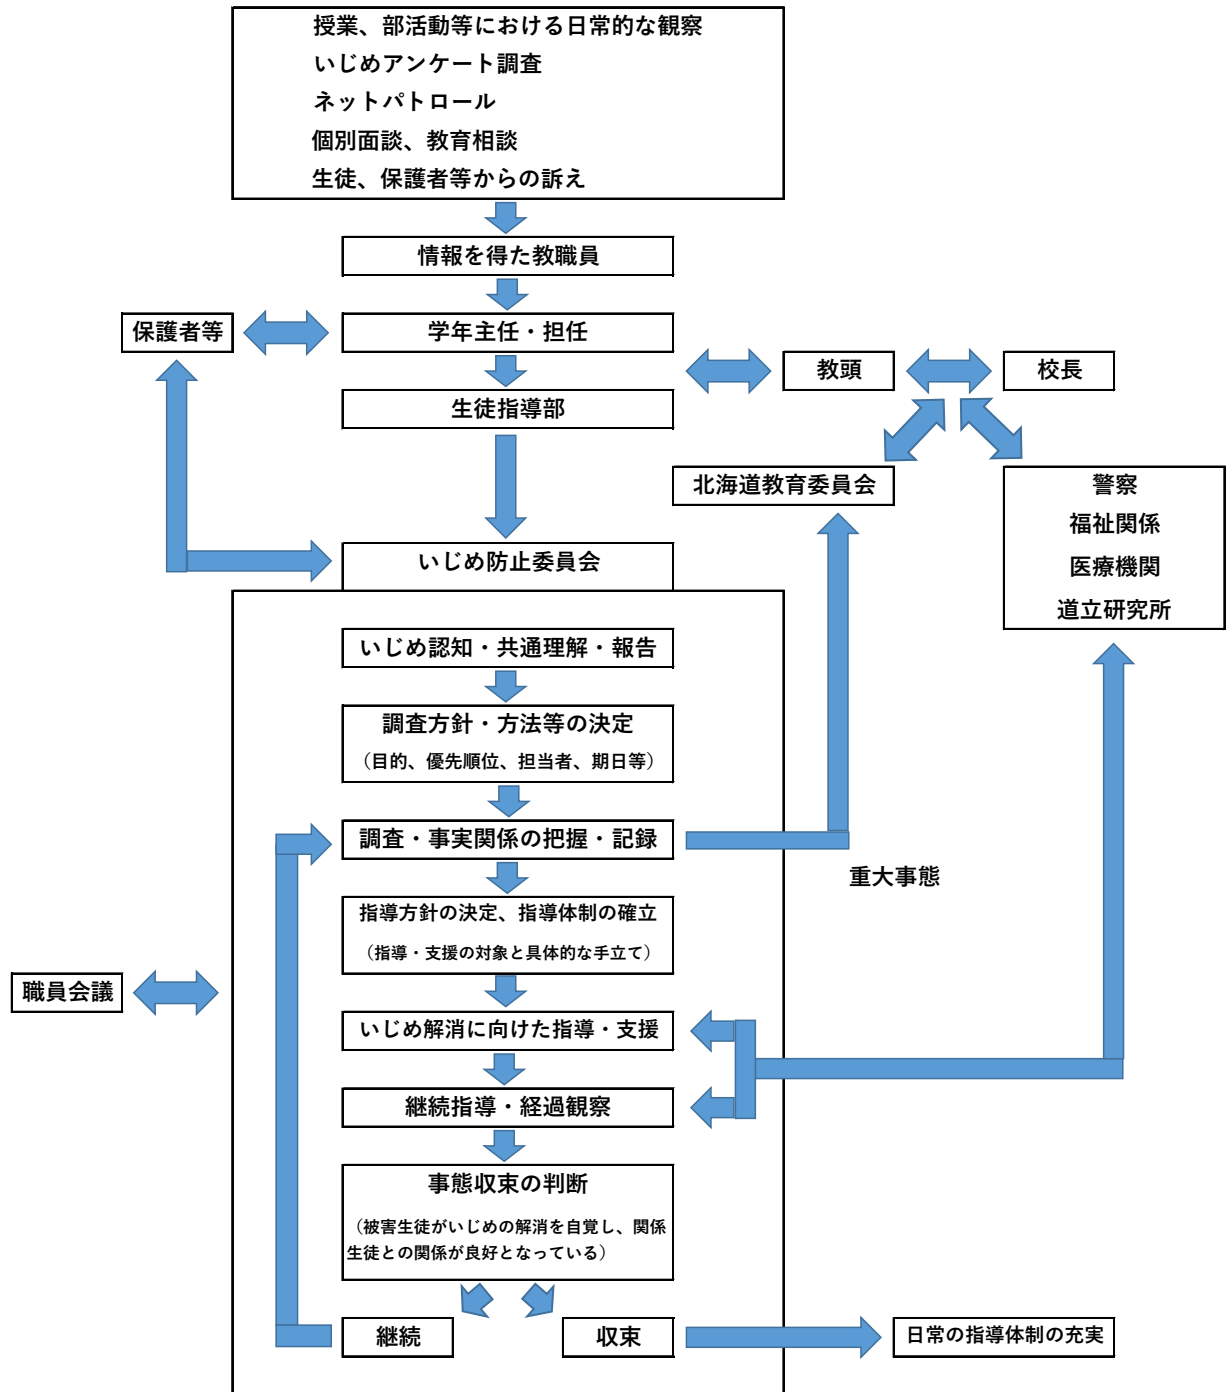 授業、部活動等における日常的な観察
いじめアンケート調査
ネットパトロール
個別面談、教育相談
生徒、保護者等からの訴え
情報を得た教職員
保護者等
学年主任・担任
教頭
校長
生徒指導部
北海道教育委員会
警察
福祉関係
医療機関
道立研究所
いじめ防止委員会
いじめ認知・共通理解・報告
調査方針・方法等の決定
（目的、優先順位、担当者、期日等）
調査・事実関係の把握・記録
重大事態
指導方針の決定、指導体制の確立
（指導・支援の対象と具体的な手立て）
職員会議
いじめ解消に向けた指導・支援
継続指導・経過観察
事態収束の判断
（被害生徒がいじめの解消を自覚し、関係
生徒との関係が良好となっている）
継続
収束
日常の指導体制の充実